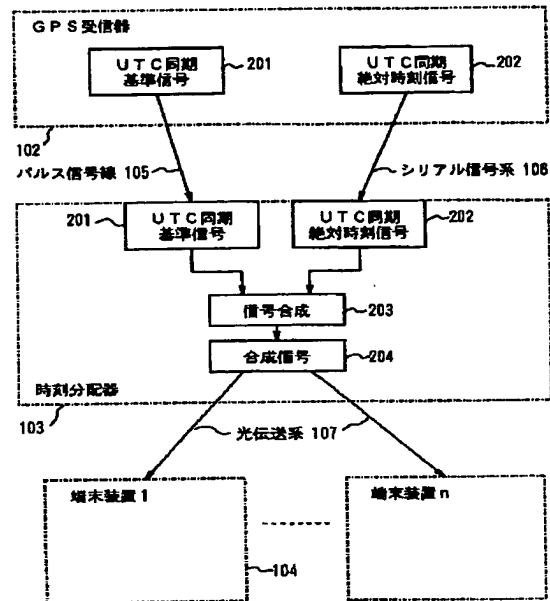 GPS受信器
UTC同期
基準信号
201
UTC同期
絶対時刻信号
202
102
パルス信号線 105
シリアル信号系 106
201
UTC同期
基準信号
UTC同期
絶対時刻信号
202
信号合成
203
合成信号
204
時刻分配器
103
光伝送系 107
端末装置1
端末装置n
104